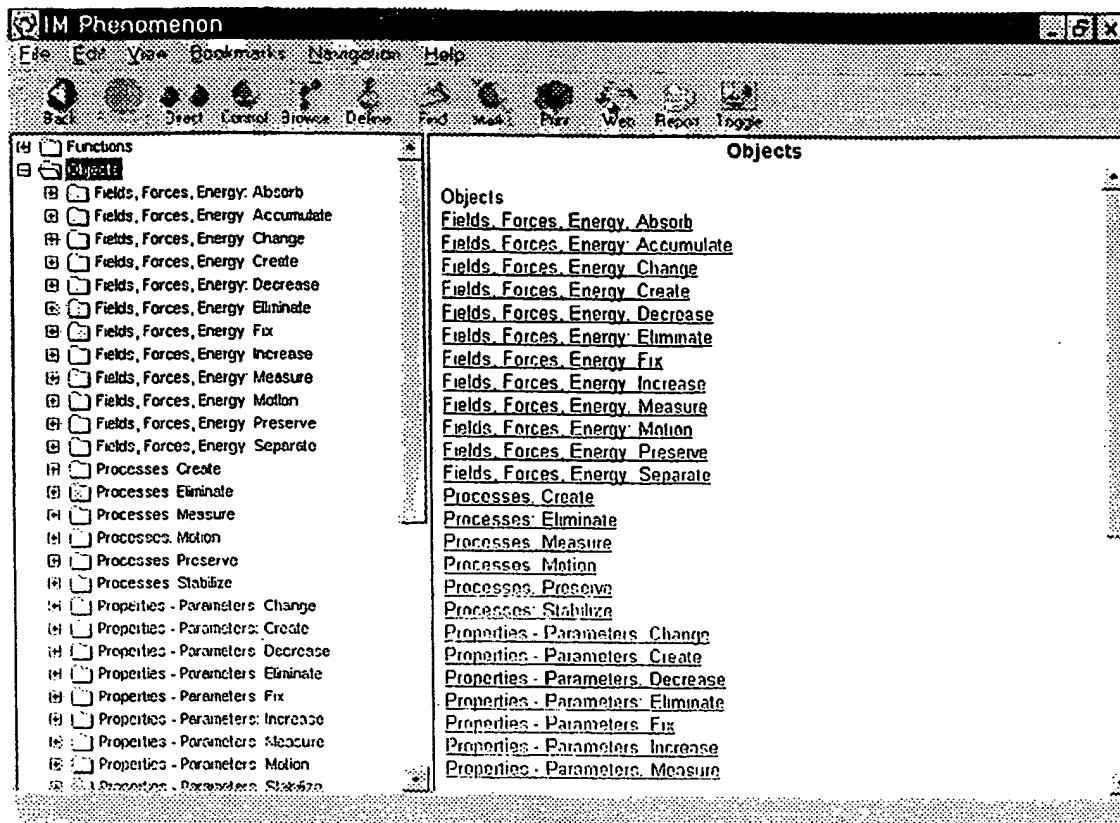 IM Phenomenon
File Edit View Bookmarks Navigation Help
Back Direct Control Browse Define Find Print Web Report Toggle
Functions
Objects
Fields, Forces, Energy: Absorb
Fields, Forces, Energy Accumulate
Fields, Forces, Energy Change
Fields, Forces, Energy Create
Fields, Forces, Energy: Decrease
Fields, Forces, Energy Eliminate
Fields, Forces, Energy Fix
Fields, Forces, Energy Increase
Fields, Forces, Energy: Measure
Fields, Forces, Energy Motion
Fields, Forces, Energy Preserve
Fields, Forces, Energy Separate
Processes Create
Processes Eliminate
Processes Measure
Processes. Motion
Processes Preserve
Processes Stabilize
Properties - Parameters Change
Properties - Parameters: Create
Properties - Parameters Decrease
Properties - Parameters Eliminate
Properties - Parameters Fix
Properties - Parameters: Increase
Properties - Parameters Measure
Properties - Parameters Motion
Properties - Parameters Stabilize
Objects
Objects
Fields, Forces, Energy. Absorb
Fields, Forces, Energy: Accumulate
Fields, Forces, Energy Change
Fields, Forces, Energy Create
Fields, Forces, Energy. Decrease
Fields, Forces, Energy: Eliminate
Fields, Forces, Energy Fix
Fields, Forces, Energy Increase
Fields, Forces, Energy. Measure
Fields, Forces, Energy: Motion
Fields, Forces, Energy Preserve
Fields, Forces, Energy Separate
Processes. Create
Processes: Eliminate
Processes. Measure
Processes Motion
Processes. Preserve
Processes: Stabilize
Properties - Parameters Change
Properties - Parameters Create
Properties - Parameters. Decrease
Properties - Parameters: Eliminate
Properties - Parameters Fix
Properties - Parameters Increase
Properties - Parameters. Measure